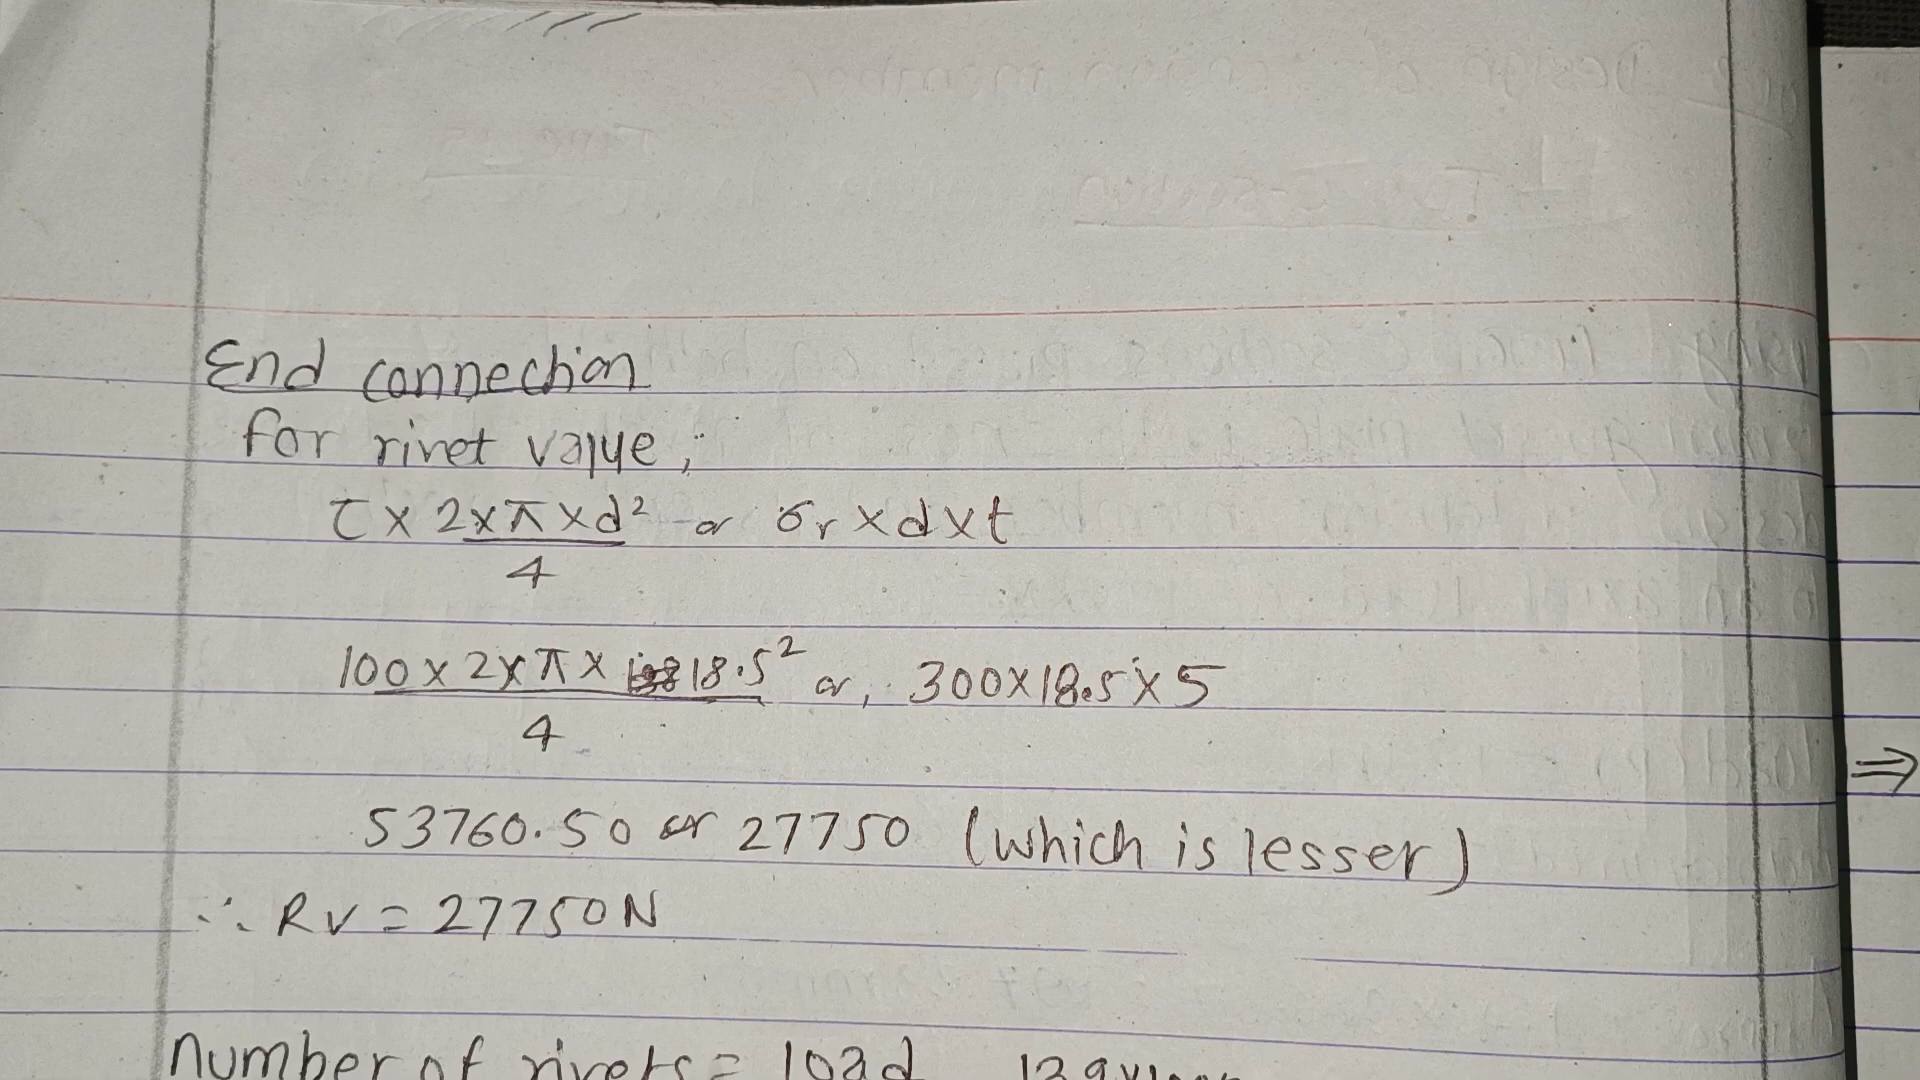 End connection
for rivet value;
τ × 2×π×d² / 4 or σr × d × t
100 × 2 × π × 18.5² / 4 or, 300×18.5×5
53760.50 or 27750 (which is lesser)
∴ RV = 27750N
number of rivets = load
⇒